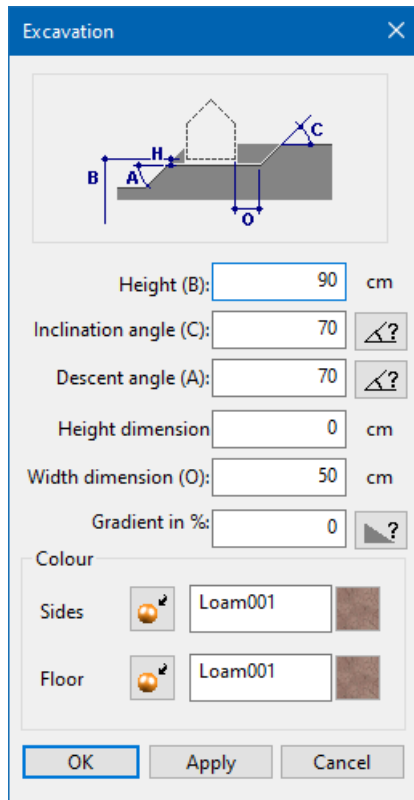 Excavation
H
C
B
A
O
Height (B): 90 cm
Inclination angle (C): 70 ?
Descent angle (A): 70 ?
Height dimension 0 cm
Width dimension (O): 50 cm
Gradient in %: 0 ?
Colour
Sides Loam001
Floor Loam001
OK Apply Cancel